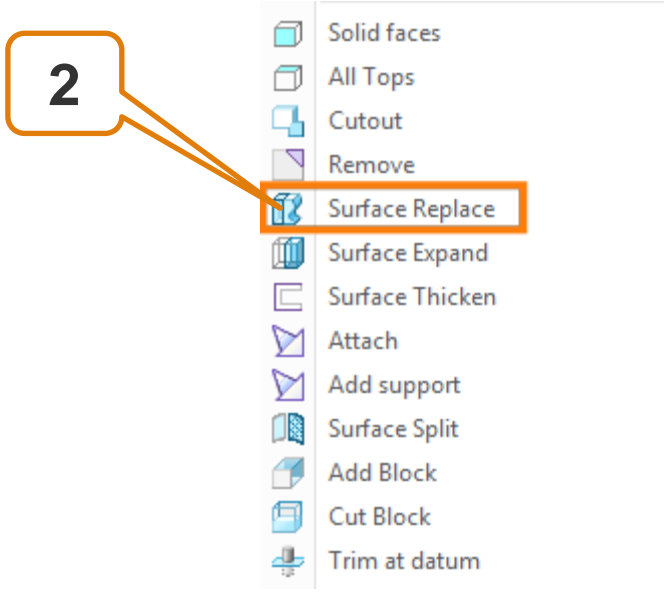 2
Solid faces
All Tops
Cutout
Remove
Surface Replace
Surface Expand
Surface Thicken
Attach
Add support
Surface Split
Add Block
Cut Block
Trim at datum